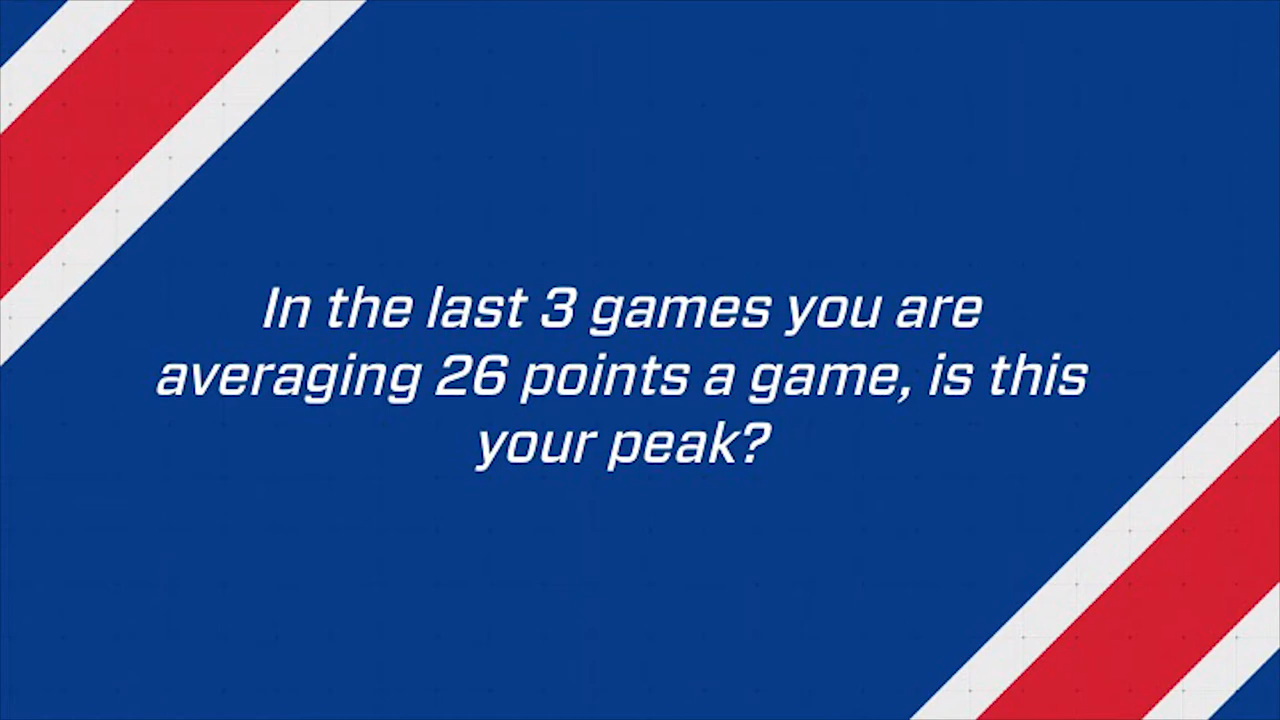 In the last 3 games you are
averaging 26 points a game, is this
your peak?